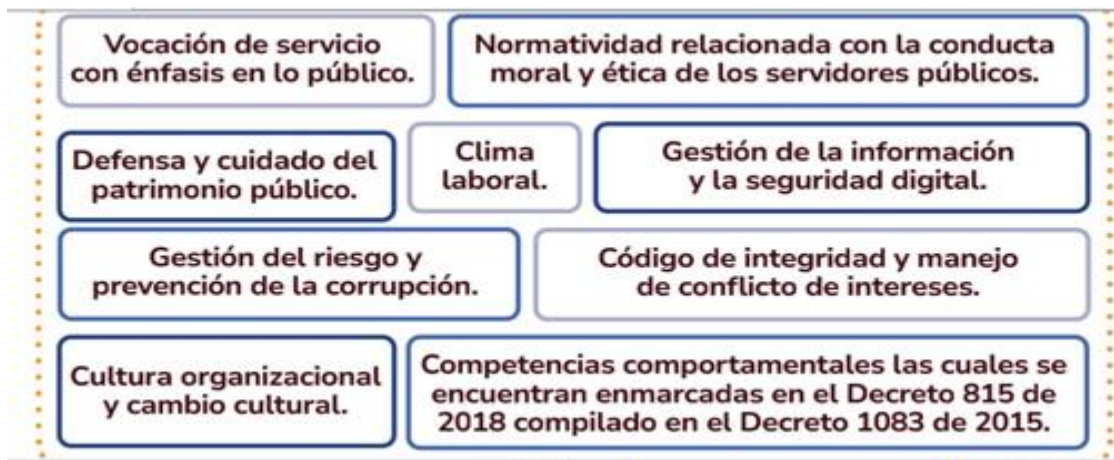 Vocación de servicio
con énfasis en lo público.
Normatividad relacionada con la conducta
moral y ética de los servidores públicos.
Defensa y cuidado del
patrimonio público.
Clima
laboral.
Gestión de la información
y la seguridad digital.
Gestión del riesgo y
prevención de la corrupción.
Código de integridad y manejo
de conflicto de intereses.
Cultura organizacional
y cambio cultural.
Competencias comportamentales las cuales se
encuentran enmarcadas en el Decreto 815 de
2018 compilado en el Decreto 1083 de 2015.